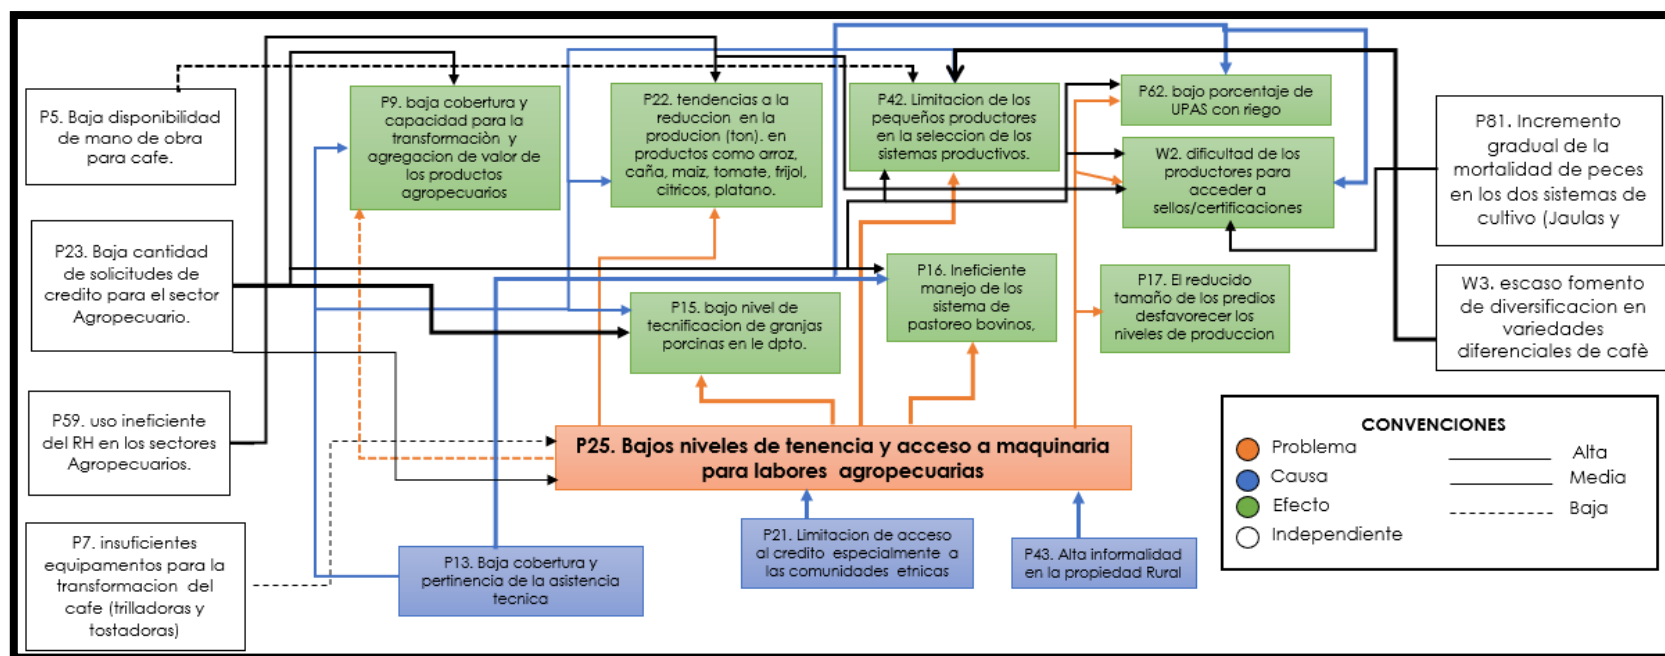 P5. Baja disponibilidad
de mano de obra
para cafe.
P9. baja cobertura y
capacidad para la
transformaciòn y
agregacion de valor de
los productos
agropecuarios
P22. tendencias a la
reduccion en la
producion (ton). en
productos como arroz,
caña, maiz, tomate, frijol,
citricos, platano.
P42. Limitacion de los
pequeños productores
en la seleccion de los
sistemas productivos.
P62. bajo porcentaje de
UPAS con riego
W2. dificultad de los
productores para
acceder a
sellos/certificaciones
P81. Incremento
gradual de la
mortalidad de peces
en los dos sistemas de
cultivo (Jaulas y
P23. Baja cantidad
de solicitudes de
credito para el sector
Agropecuario.
P15. bajo nivel de
tecnificacion de granjas
porcinas en le dpto.
P16. Ineficiente
manejo de los
sistema de
pastoreo bovinos,
P17. El reducido
tamaño de los predios
desfavorecer los
niveles de produccion
W3. escaso fomento
de diversificacion en
variedades
diferenciales de cafè
P59. uso ineficiente
del RH en los sectores
Agropecuarios.
P25. Bajos niveles de tenencia y acceso a maquinaria
para labores agropecuarias
P7. insuficientes
equipamentos para la
transformacion del
cafe (trilladoras y
tostadoras)
P13. Baja cobertura y
pertinencia de la asistencia
tecnica
P21. Limitacion de acceso
al credito especialmente a
las comunidades etnicas
P43. Alta informalidad
en la propiedad Rural
CONVENCIONES
Problema
Causa
Efecto
Independiente
Alta
Media
Baja